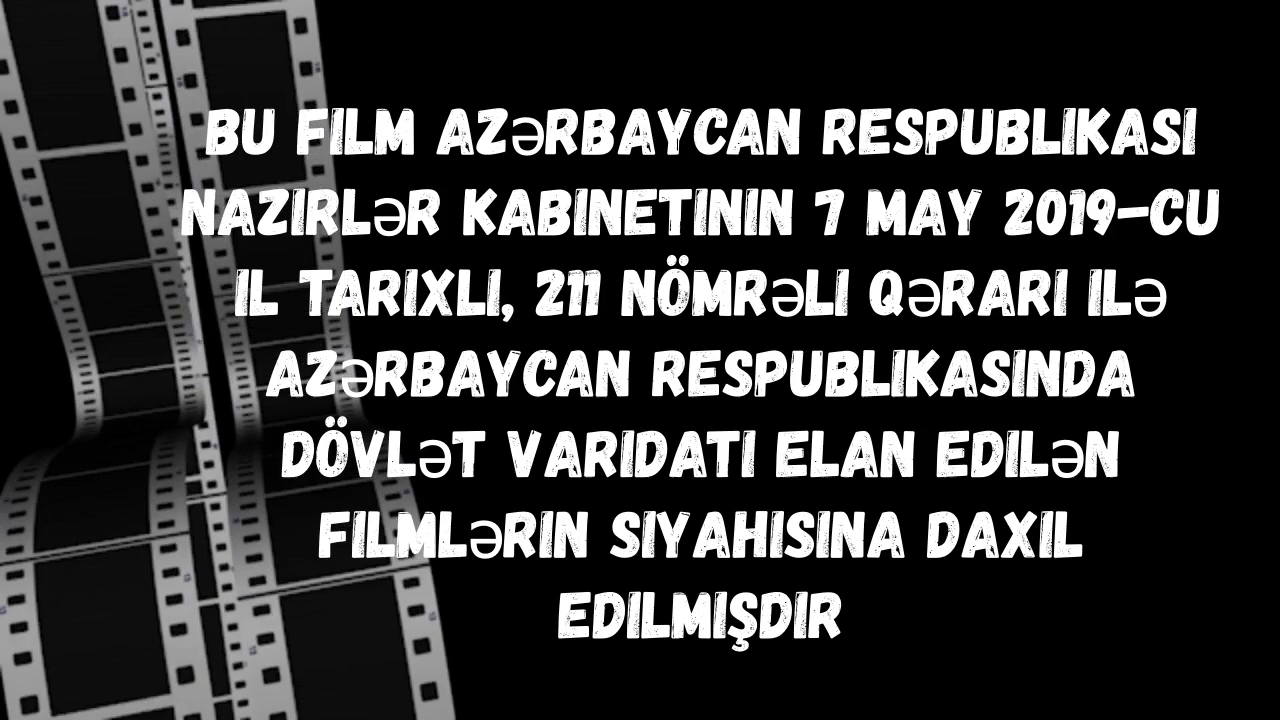 BU FILM AZƏRBAYCAN RESPUBLIKASI
NAZIRLƏR KABINETININ 7 MAY 2019-CU
IL TARIXLI, 211 NÖMRƏLI QƏRARI ILƏ
AZƏRBAYCAN RESPUBLIKASINDA
DÖVLƏT VARIDATI ELAN EDILƏN
FILMLƏRIN SIYAHISINA DAXIL
EDILMIŞDIR